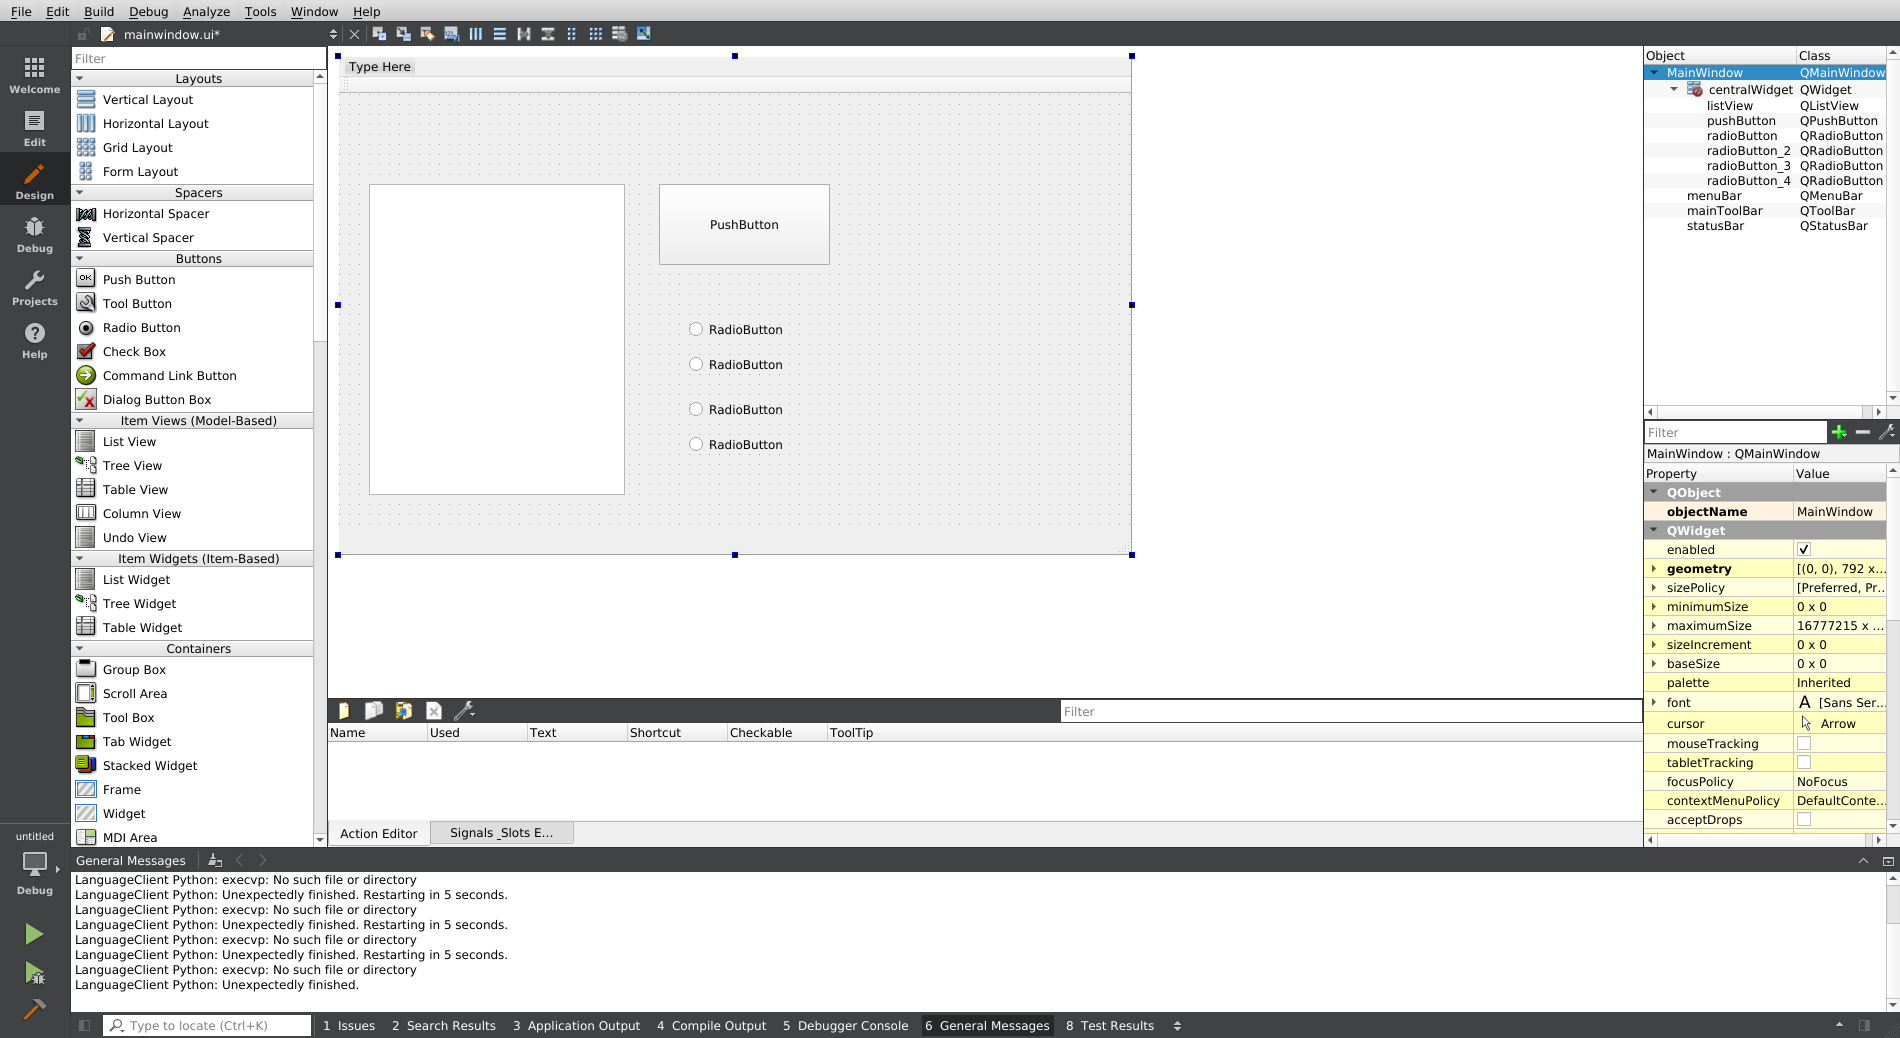 File Edit Build Debug Analyze Tools Window Help
mainwindow.ui*
Welcome
Edit
Design
Debug
Projects
Help
untitled
Debug
Filter
Layouts
Vertical Layout
Horizontal Layout
Grid Layout
Form Layout
Spacers
Horizontal Spacer
Vertical Spacer
Buttons
Push Button
Tool Button
Radio Button
Check Box
Command Link Button
Dialog Button Box
Item Views (Model-Based)
List View
Tree View
Table View
Column View
Undo View
Item Widgets (Item-Based)
List Widget
Tree Widget
Table Widget
Containers
Group Box
Scroll Area
Tool Box
Tab Widget
Stacked Widget
Frame
Widget
MDI Area
Type Here
PushButton
RadioButton
RadioButton
RadioButton
RadioButton
Filter
Name Used Text Shortcut Checkable ToolTip
Action Editor Signals _Slots E...
Object Class
MainWindow QMainWindow
centralWidget QWidget
listView QListView
pushButton QPushButton
radioButton QRadioButton
radioButton_2 QRadioButton
radioButton_3 QRadioButton
radioButton_4 QRadioButton
menuBar QMenuBar
mainToolBar QToolBar
statusBar QStatusBar
Filter
MainWindow : QMainWindow
Property Value
QObject
objectName MainWindow
QWidget
enabled
geometry [(0, 0), 792 x...
sizePolicy [Preferred, Pr...
minimumSize 0 x 0
maximumSize 16777215 x ...
sizeIncrement 0 x 0
baseSize 0 x 0
palette Inherited
font A [Sans Ser...
cursor Arrow
mouseTracking
tabletTracking
focusPolicy NoFocus
contextMenuPolicy DefaultConte...
acceptDrops
General Messages
LanguageClient Python: execvp: No such file or directory
LanguageClient Python: Unexpectedly finished. Restarting in 5 seconds.
LanguageClient Python: execvp: No such file or directory
LanguageClient Python: Unexpectedly finished. Restarting in 5 seconds.
LanguageClient Python: execvp: No such file or directory
LanguageClient Python: Unexpectedly finished. Restarting in 5 seconds.
LanguageClient Python: execvp: No such file or directory
LanguageClient Python: Unexpectedly finished.
Type to locate (Ctrl+K) 1 Issues 2 Search Results 3 Application Output 4 Compile Output 5 Debugger Console 6 General Messages 8 Test Results